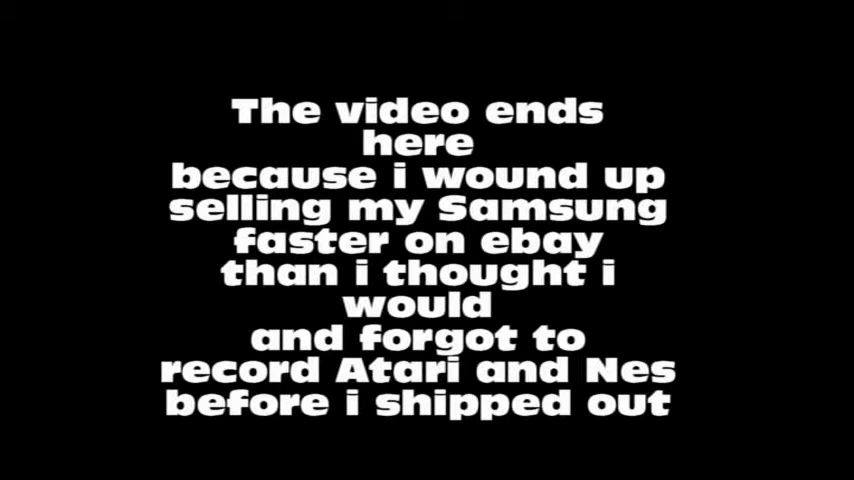 The video ends
here
because i wound up
selling my Samsung
faster on ebay
than i thought i
would
and forgot to
record Atari and Nes
before i shipped out